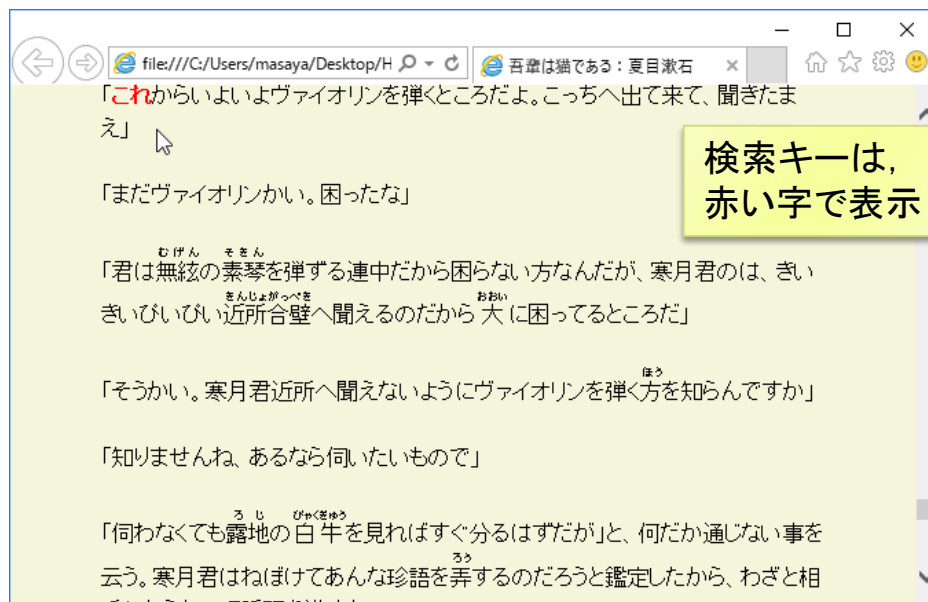 file:///C:/Users/masaya/Desktop/H
吾輩は猫である：夏目漱石
「これからいよいよヴァイオリンを弾くところだよ。こっちへ出て来て、聞きたま
え」
検索キーは，
赤い字で表示
「まだヴァイオリンかい。困ったな」
むげん そきん
「君は無絃の素琴を弾ずる連中だから困らない方なんだが、寒月君のは、きい
きんじょがっぺき おおい
きいぴいぴい近所合壁へ聞えるのだから大に困ってるところだ」
ほう
「そうかい。寒月君近所へ聞えないようにヴァイオリンを弾く方を知らんですか」
「知りませんね、あるなら伺いたいもので」
ろじ びゃくぎゅう
「伺わなくても露地の白牛を見ればすぐ分るはずだが」と、何だか通じない事を
ろう
云う。寒月君はねぼけてあんな珍語を弄するのだろうと鑑定したから、わざと相